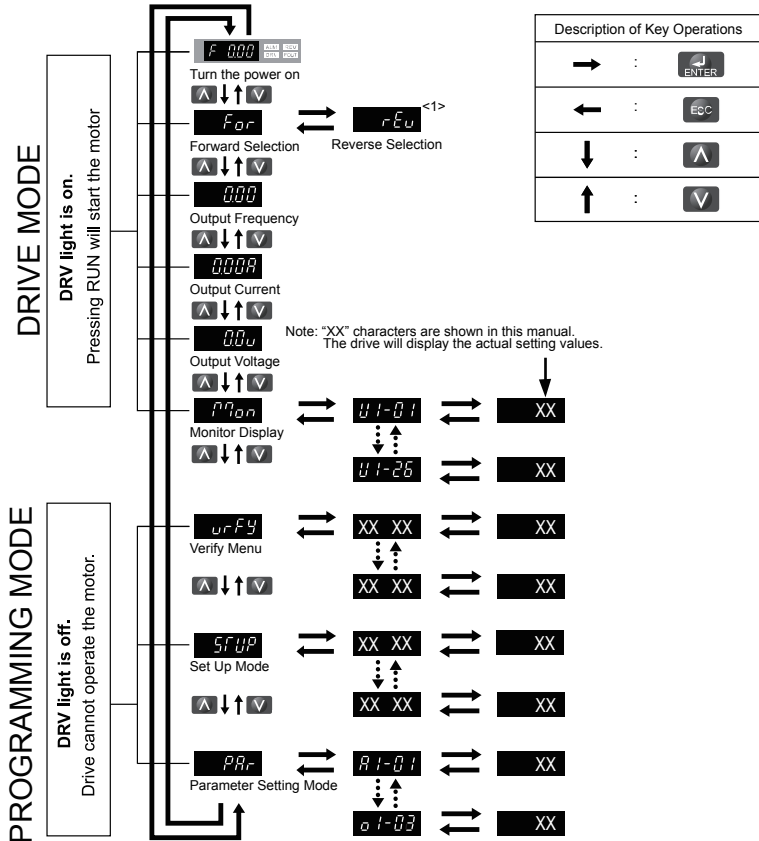 DRIVE MODE
DRV light is on.
Pressing RUN will start the motor
F 0.00
ALM REV DRV FOUT
Turn the power on
For
rEv
<1>
Forward Selection
Reverse Selection
0.00
Output Frequency
0.00A
Output Current
0.0v
Output Voltage
Note: “XX” characters are shown in this manual.
The drive will display the actual setting values.
Mon
U1-01
XX
Monitor Display
U1-26
XX
PROGRAMMING MODE
DRV light is off.
Drive cannot operate the motor.
vrFY
XX XX
XX
Verify Menu
XX XX
XX
STUP
XX XX
XX
Set Up Mode
XX XX
XX
PAr
A1-01
XX
Parameter Setting Mode
o1-03
XX
Description of Key Operations
: ENTER
: ESC
: Λ
: V